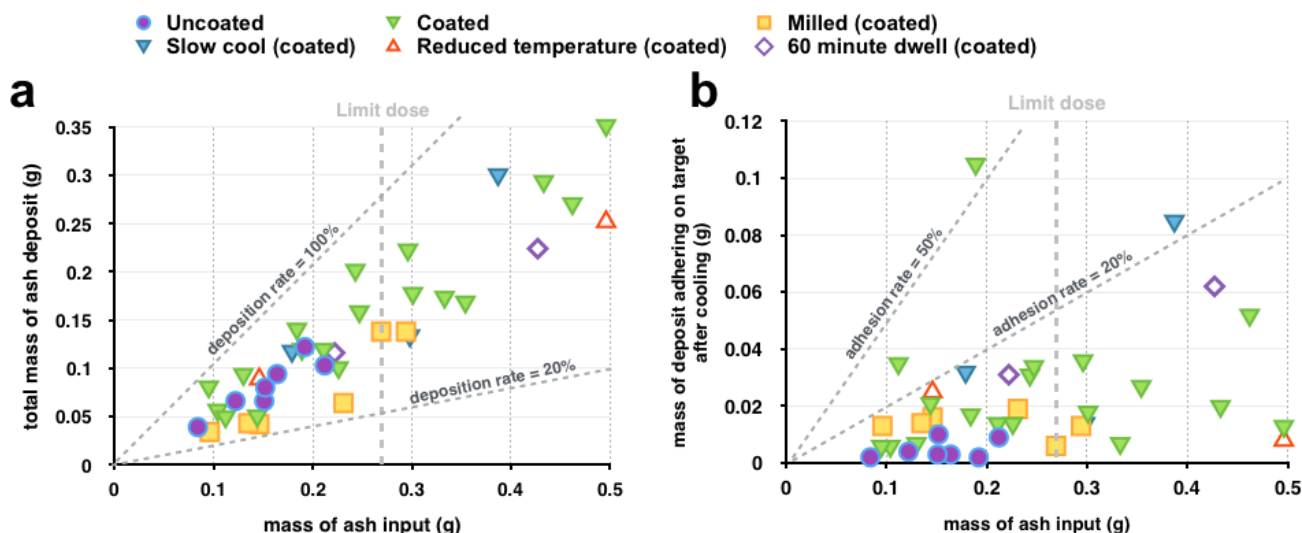 Uncoated
Coated
Milled (coated)
Slow cool (coated)
Reduced temperature (coated)
60 minute dwell (coated)
a
Limit dose
total mass of ash deposit (g)
0.35
0.3
0.25
0.2
0.15
0.1
0.05
0
deposition rate = 100%
deposition rate = 20%
0
0.1
0.2
0.3
0.4
0.5
mass of ash input (g)
b
Limit dose
mass of deposit adhering on target
after cooling (g)
0.12
0.1
0.08
0.06
0.04
0.02
0
adhesion rate = 50%
adhesion rate = 20%
0
0.1
0.2
0.3
0.4
0.5
mass of ash input (g)